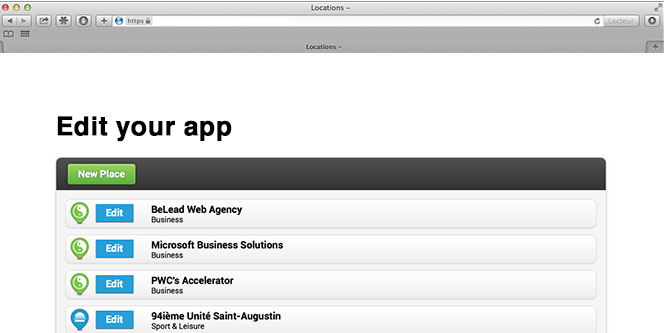 Locations –
https
Lecteur
Locations –
Edit your app
New Place
Edit
BeLead Web Agency
Business
Edit
Microsoft Business Solutions
Business
Edit
PWC's Accelerator
Business
Edit
94ième Unité Saint-Augustin
Sport & Leisure